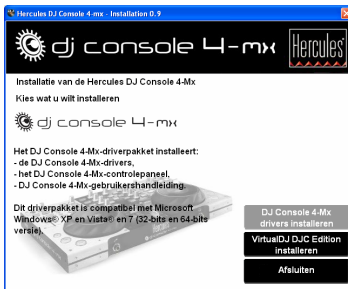 Hercules DJ Console 4-mx - Installation 0.9
dj console 4-mx
Hercules
Installatie van de Hercules DJ Console 4-Mx
Kies wat u wilt installeren
dj console 4-mx
Het DJ Console 4-Mx-driverpakket installeert:
- de DJ Console 4-Mx-drivers,
- het DJ Console 4-Mx-controlepaneel,
- DJ Console 4-Mx-gebruikershandleiding.
Dit driverpakket is compatibel met Microsoft
Windows® XP en Vista® en 7 (32-bits en 64-bits
versie).
DJ Console 4-Mx
drivers installeren
VirtualDJ DJC Edition
installeren
Afsluiten